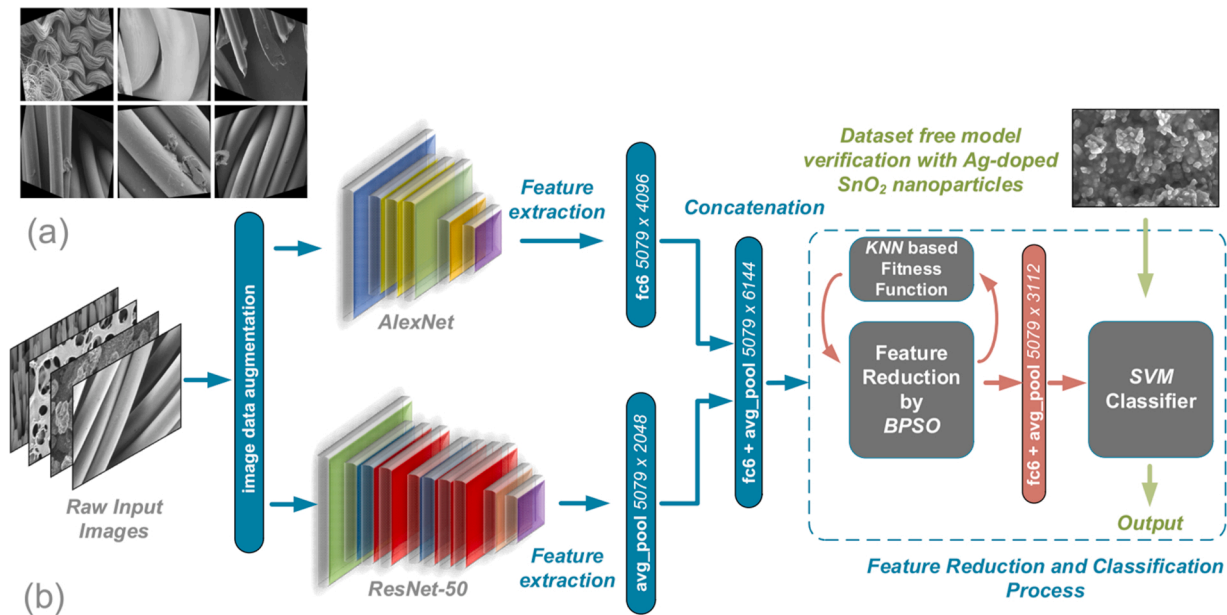 (a)
Raw Input
Images
(b)
image data augmentation
AlexNet
Feature
extraction
fc6 5079 x 4096
ResNet-50
Feature
extraction
avg_pool 5079 x 2048
Concatenation
fc6 + avg_pool 5079 x 6144
Dataset free model
verification with Ag-doped
SnO₂ nanoparticles
KNN based
Fitness
Function
Feature
Reduction
by
BPSO
fc6 + avg_pool 5079 x 3112
SVM
Classifier
Output
Feature Reduction and Classification
Process